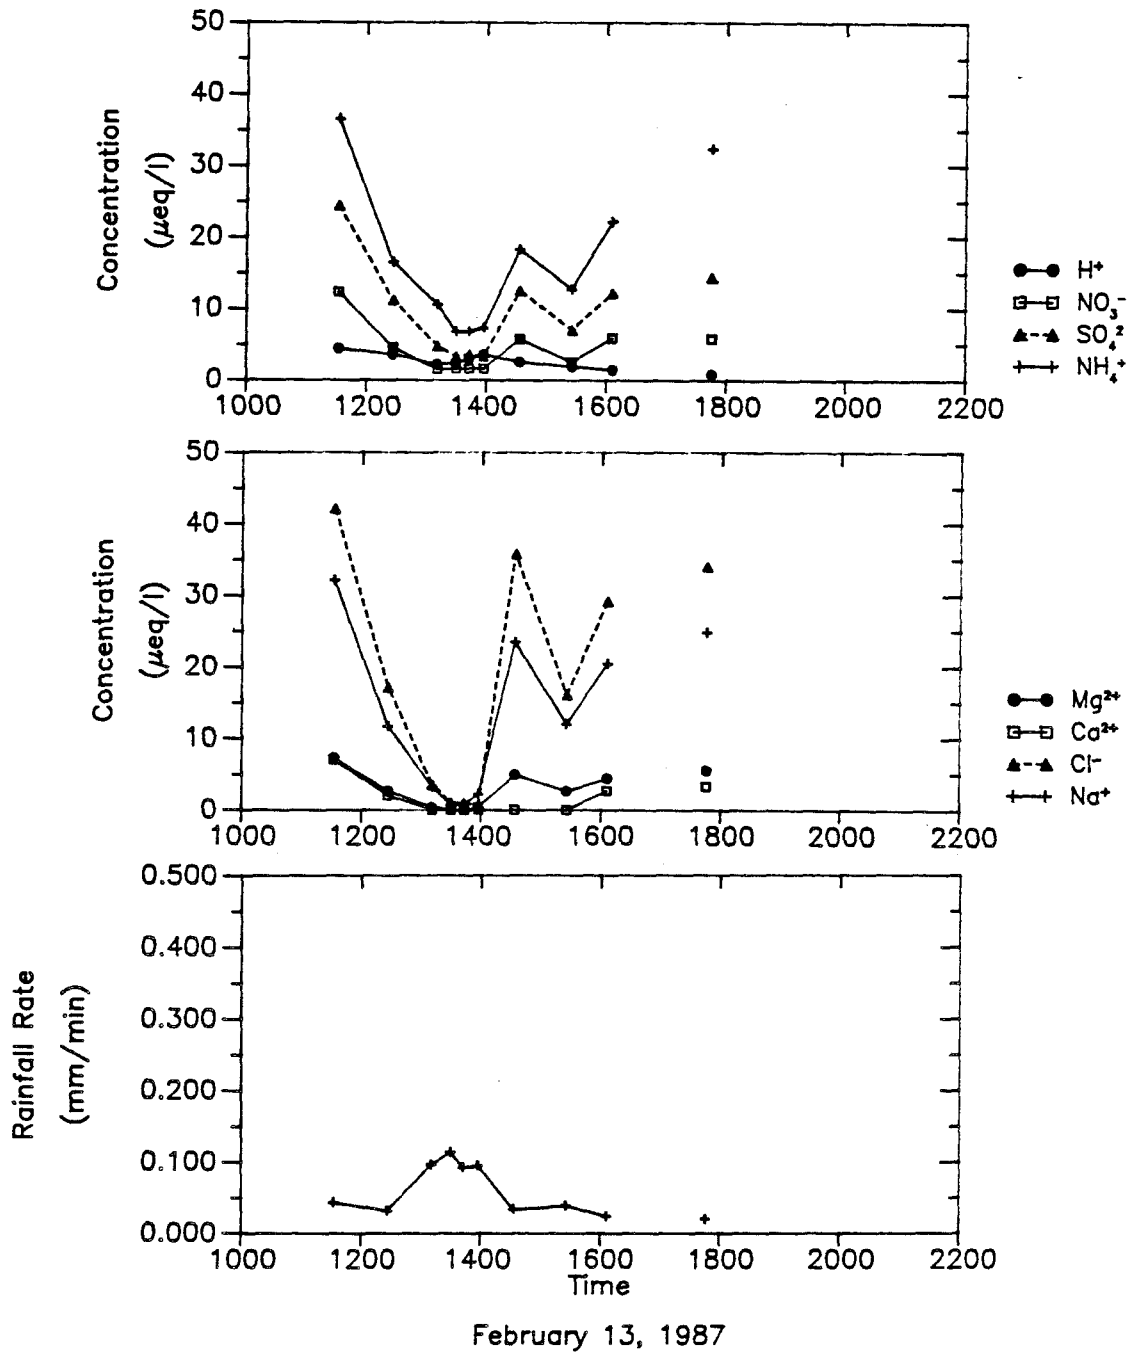 50
40
30
20
10
0
Concentration
(μeq/l)
1000 1200 1400 1600 1800 2000 2200
H⁺
NO₃⁻
SO₄²
NH₄⁺
50
40
30
20
10
0
Concentration
(μeq/l)
1000 1200 1400 1600 1800 2000 2200
Mg²⁺
Ca²⁺
Cl⁻
Na⁺
0.500
0.400
0.300
0.200
0.100
0.000
Rainfall Rate
(mm/min)
1000 1200 1400 1600 1800 2000 2200
Time
February 13, 1987